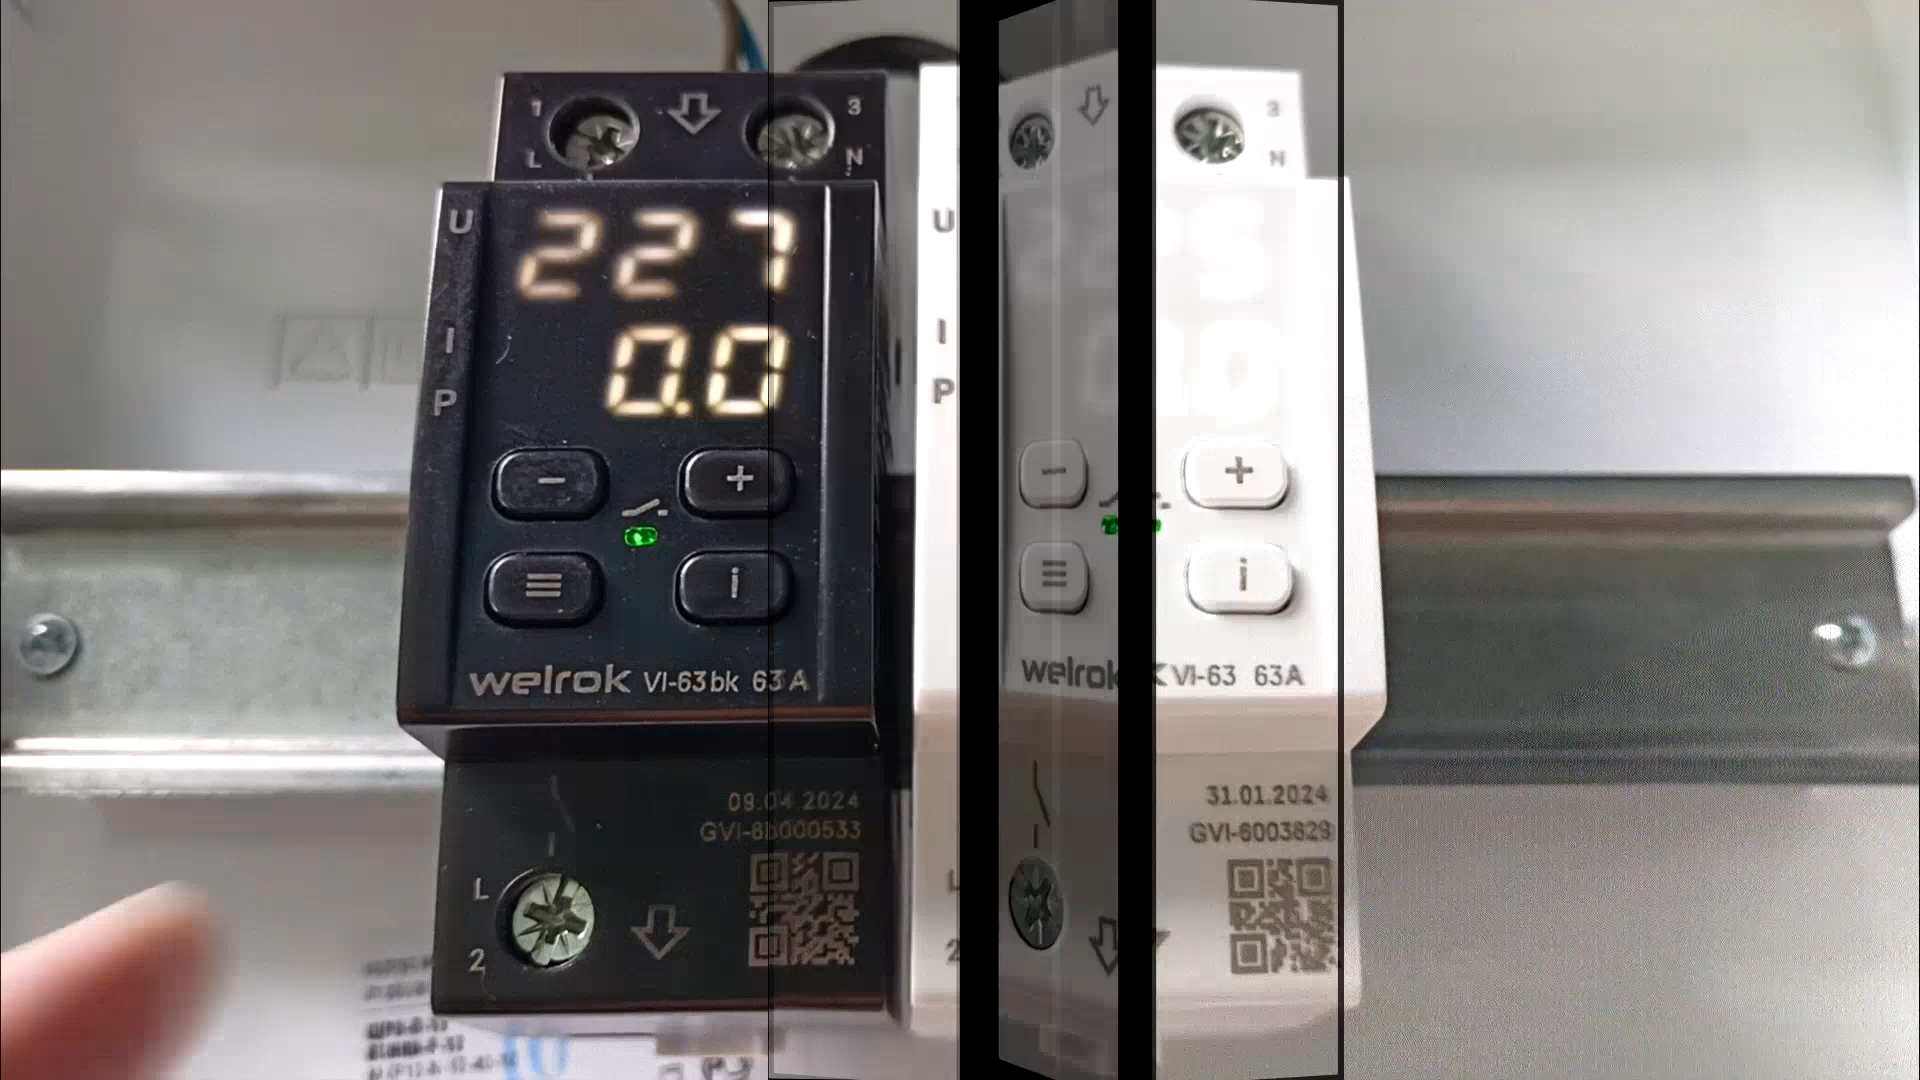 1 3
L N
U
227
I
0.0
P
− +
i
welrok VI-63bk 63A
09.04.2024
GVI-6b000533
L
2
3
N
U
I
P
− +
i
welrok VI-63 63A
31.01.2024
GVI-6003829
L
2